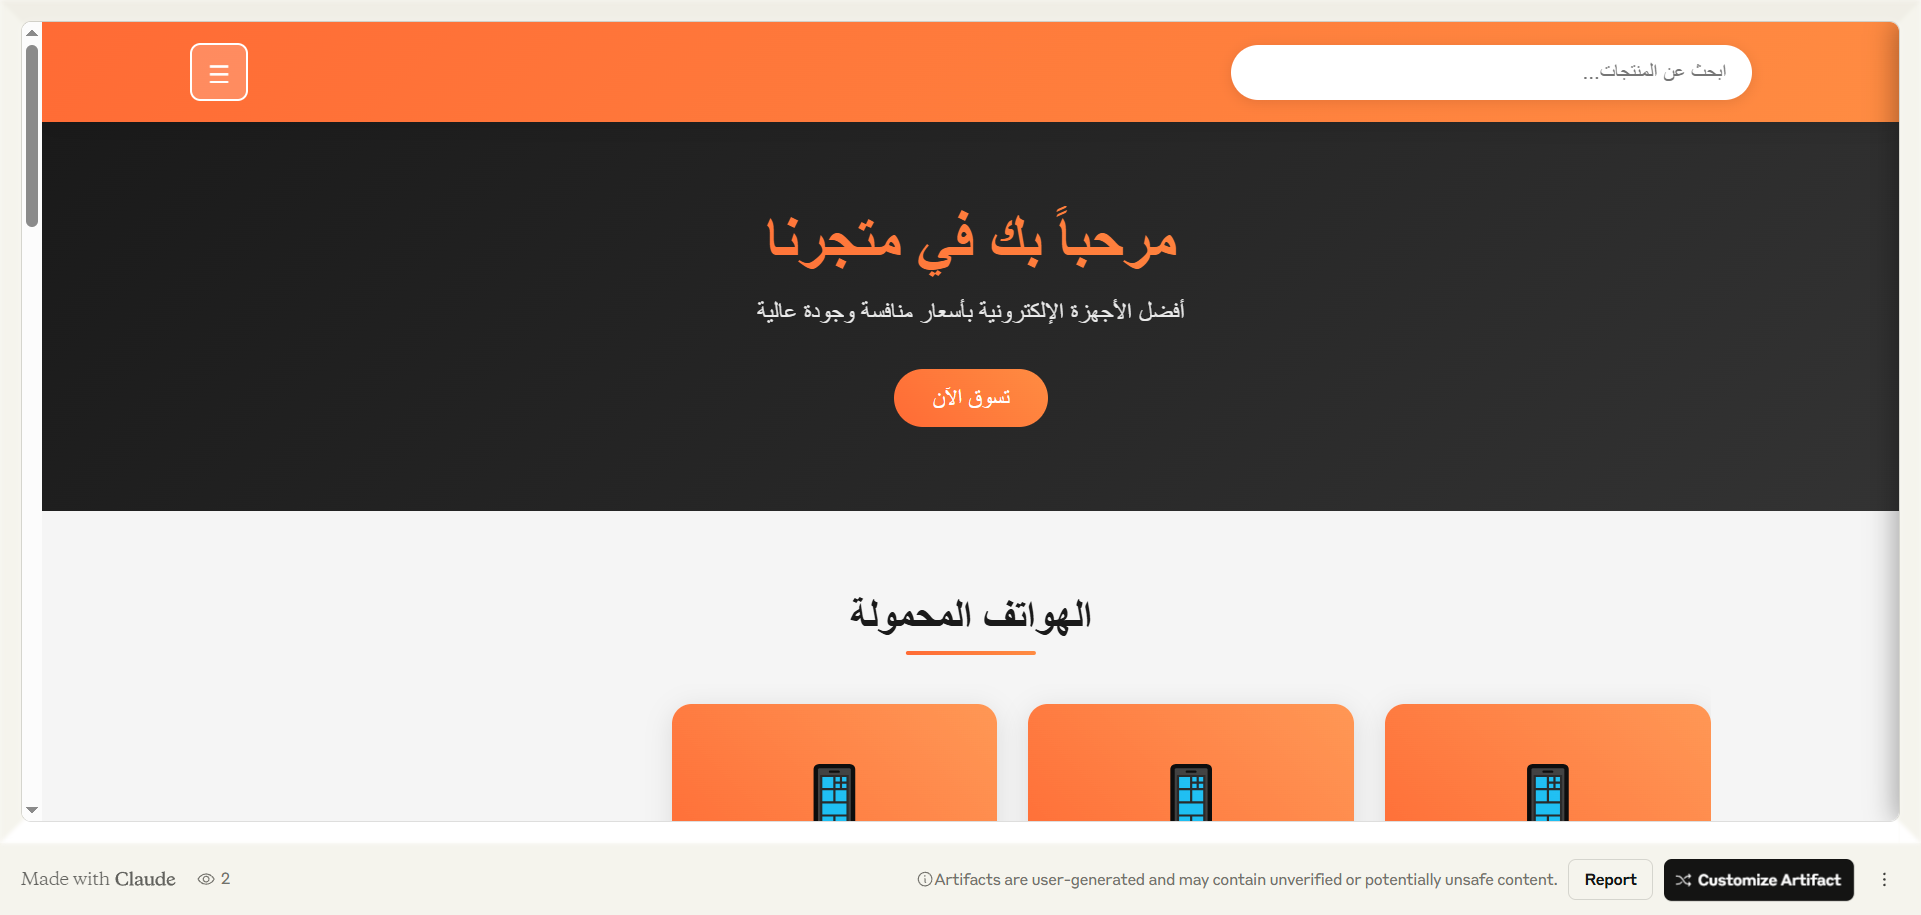 ابحث عن المنتجات...
مرحباً بك في متجرنا
أفضل الأجهزة الإلكترونية بأسعار منافسة وجودة عالية
تسوق الآن
الهواتف المحمولة
Made with Claude 2
Artifacts are user-generated and may contain unverified or potentially unsafe content. Report Customize Artifact